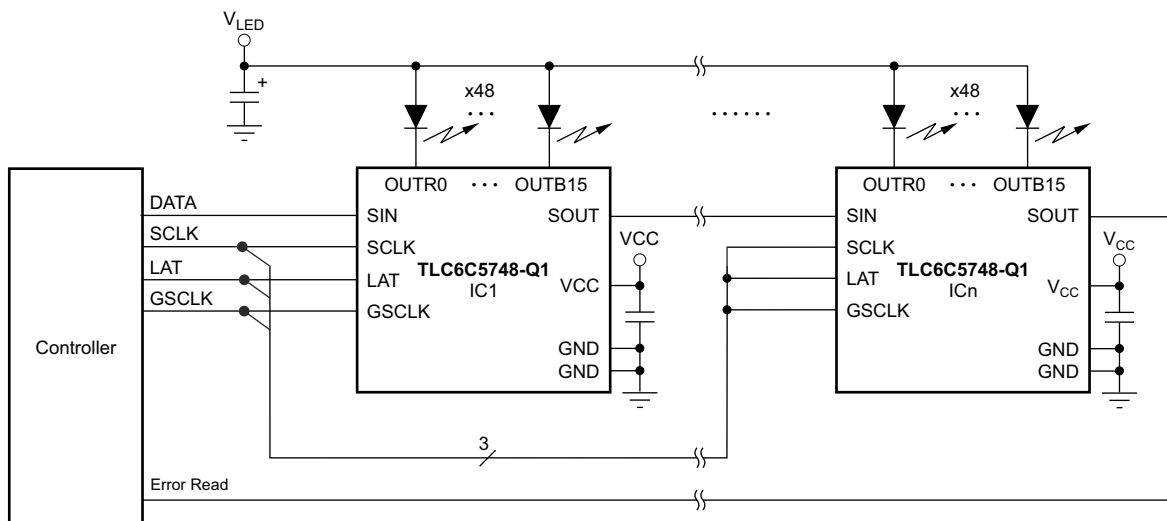 VLED
+
x48
...
x48
...
......
OUTR0 ... OUTB15
OUTR0 ... OUTB15
DATA
SCLK
LAT
GSCLK
Controller
Error Read
SIN
SCLK
LAT
GSCLK
TLC6C5748-Q1
IC1
SOUT
VCC
GND
GND
VCC
3
SIN
SCLK
LAT
GSCLK
TLC6C5748-Q1
ICn
SOUT
VCC
GND
GND
VCC